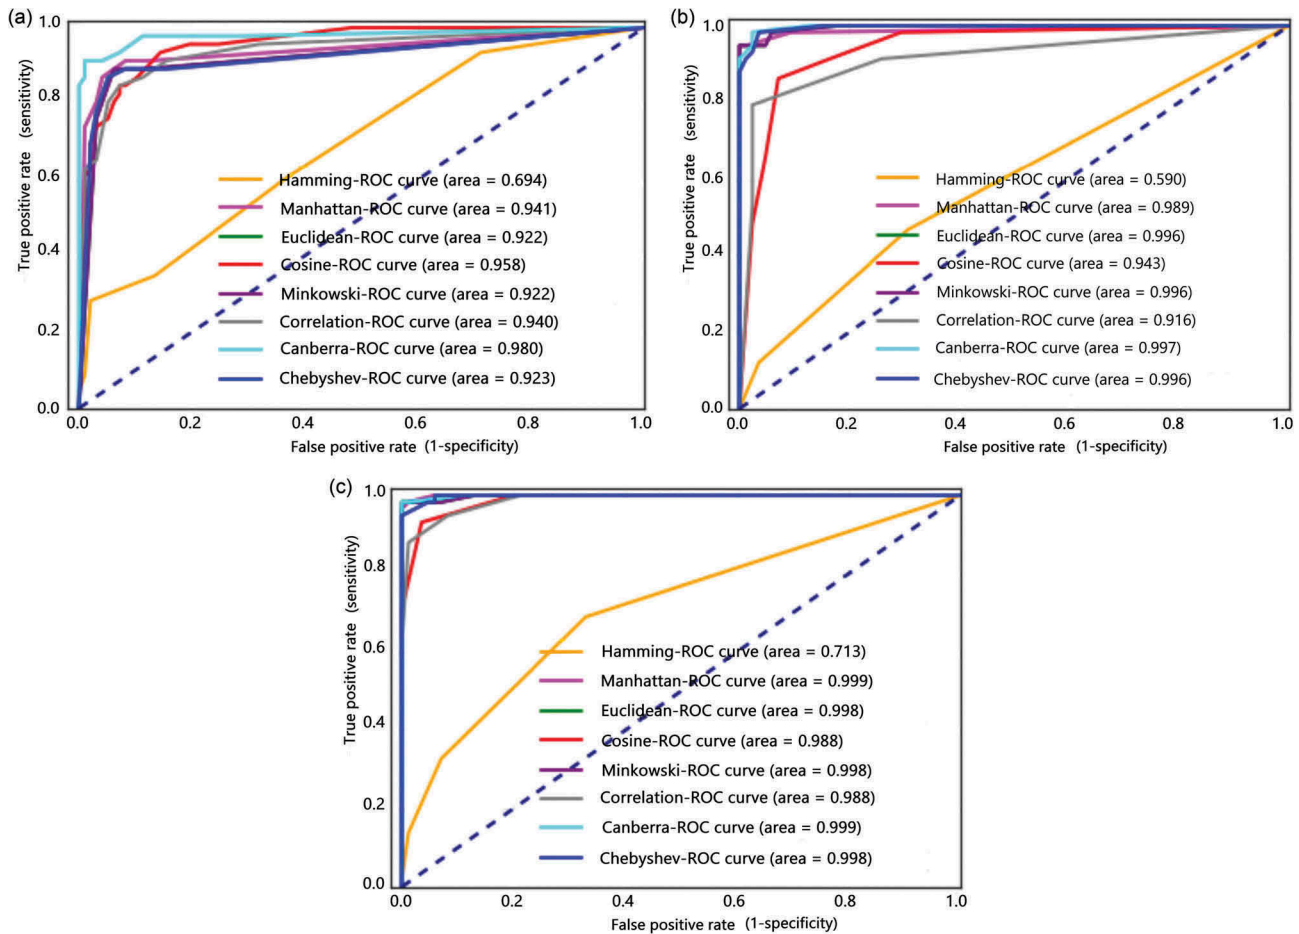 (a)
1.0
0.8
0.6
0.4
0.2
0.0
True positive rate (sensitivity)
Hamming-ROC curve (area = 0.694)
Manhattan-ROC curve (area = 0.941)
Euclidean-ROC curve (area = 0.922)
Cosine-ROC curve (area = 0.958)
Minkowski-ROC curve (area = 0.922)
Correlation-ROC curve (area = 0.940)
Canberra-ROC curve (area = 0.980)
Chebyshev-ROC curve (area = 0.923)
0.0 0.2 0.4 0.6 0.8 1.0
False positive rate (1-specificity)
(b)
1.0
0.8
0.6
0.4
0.2
0.0
True positive rate (sensitivity)
Hamming-ROC curve (area = 0.590)
Manhattan-ROC curve (area = 0.989)
Euclidean-ROC curve (area = 0.996)
Cosine-ROC curve (area = 0.943)
Minkowski-ROC curve (area = 0.996)
Correlation-ROC curve (area = 0.916)
Canberra-ROC curve (area = 0.997)
Chebyshev-ROC curve (area = 0.996)
0.0 0.2 0.4 0.6 0.8 1.0
False positive rate (1-specificity)
(c)
1.0
0.8
0.6
0.4
0.2
0.0
True positive rate (sensitivity)
Hamming-ROC curve (area = 0.713)
Manhattan-ROC curve (area = 0.999)
Euclidean-ROC curve (area = 0.998)
Cosine-ROC curve (area = 0.988)
Minkowski-ROC curve (area = 0.998)
Correlation-ROC curve (area = 0.988)
Canberra-ROC curve (area = 0.999)
Chebyshev-ROC curve (area = 0.998)
0.0 0.2 0.4 0.6 0.8 1.0
False positive rate (1-specificity)